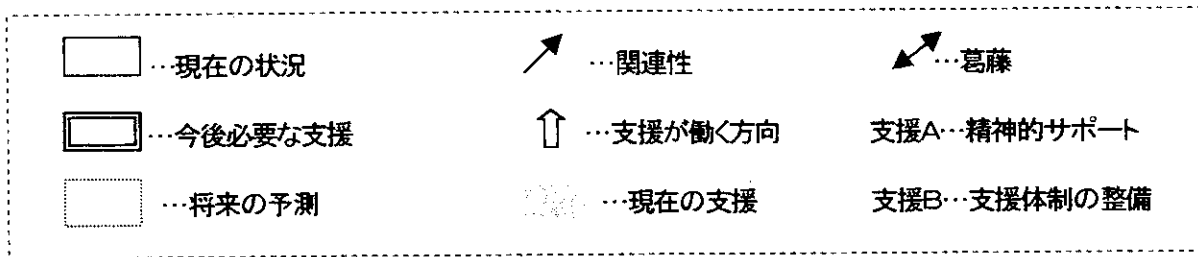 …現在の状況
…関連性
…葛藤
…今後必要な支援
…支援が働く方向
支援A…精神的サポート
…将来の予測
…現在の支援
支援B…支援体制の整備